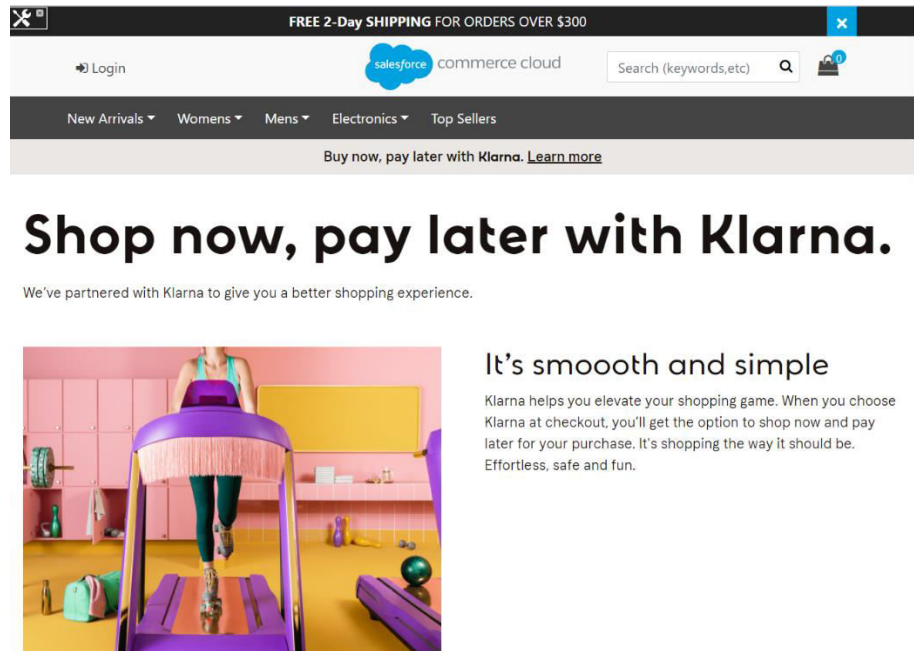 FREE 2-Day SHIPPING FOR ORDERS OVER $300
Login
salesforce commerce cloud
Search (keywords,etc)
0
New Arrivals
Womens
Mens
Electronics
Top Sellers
Buy now, pay later with Klarna. Learn more
Shop now, pay later with Klarna.
We've partnered with Klarna to give you a better shopping experience.
It's smoooth and simple
Klarna helps you elevate your shopping game. When you choose
Klarna at checkout, you'll get the option to shop now and pay
later for your purchase. It's shopping the way it should be.
Effortless, safe and fun.